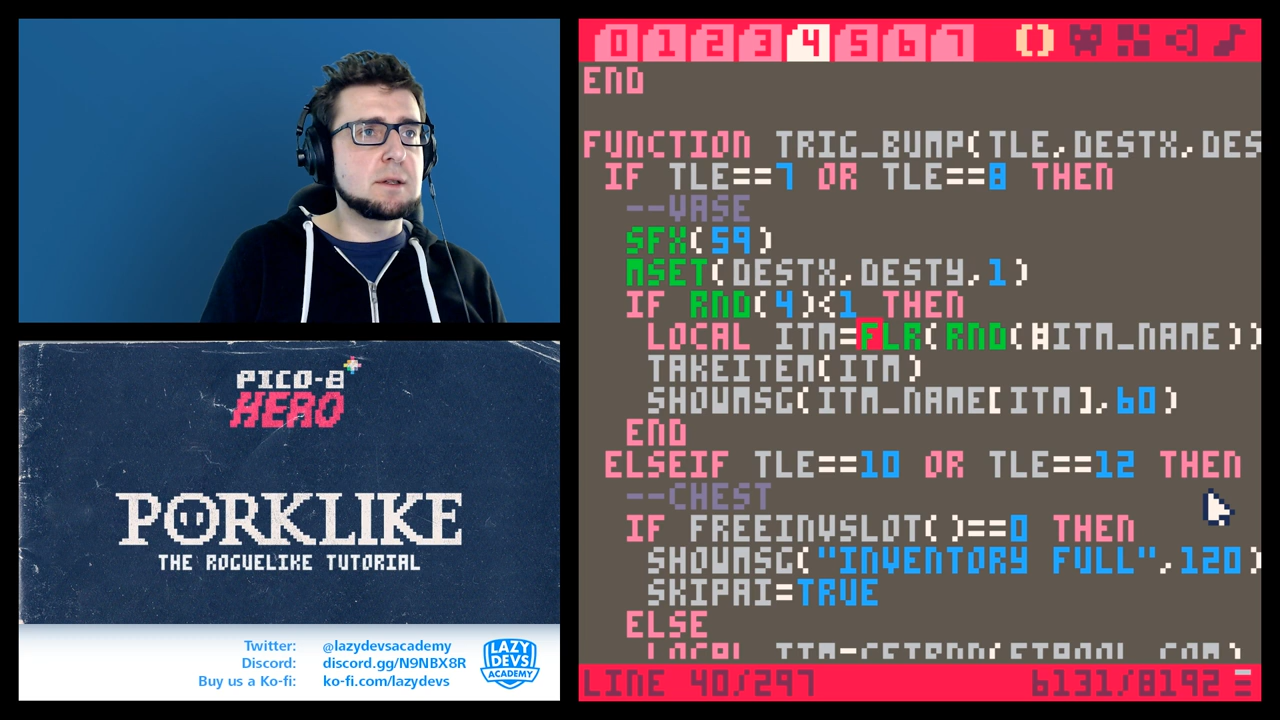 PICO-8
HERO
PORKLIKE
THE ROGUELIKE TUTORIAL
Twitter: @lazydevsacademy
Discord: discord.gg/N9NBX8R
Buy us a Ko-fi: ko-fi.com/lazydevs
LAZY
DEVS
ACADEMY
0 1 2 3 4 5 6 7 ()
END
FUNCTION TRIG_BUMP(TLE,DESTX,DES
IF TLE==7 OR TLE==8 THEN
--VASE
SFX(59)
MSET(DESTX,DESTY,1)
IF RND(4)<1 THEN
LOCAL ITM=FLR(RND(#ITM_NAME))
TAKEITEM(ITM)
SHOWMSG(ITM_NAME[ITM],60)
END
ELSEIF TLE==10 OR TLE==12 THEN
--CHEST
IF FREEINVSLOT()==0 THEN
SHOWMSG("INVENTORY FULL",120)
SKIPAI=TRUE
ELSE
LINE 40/297 6131/8192